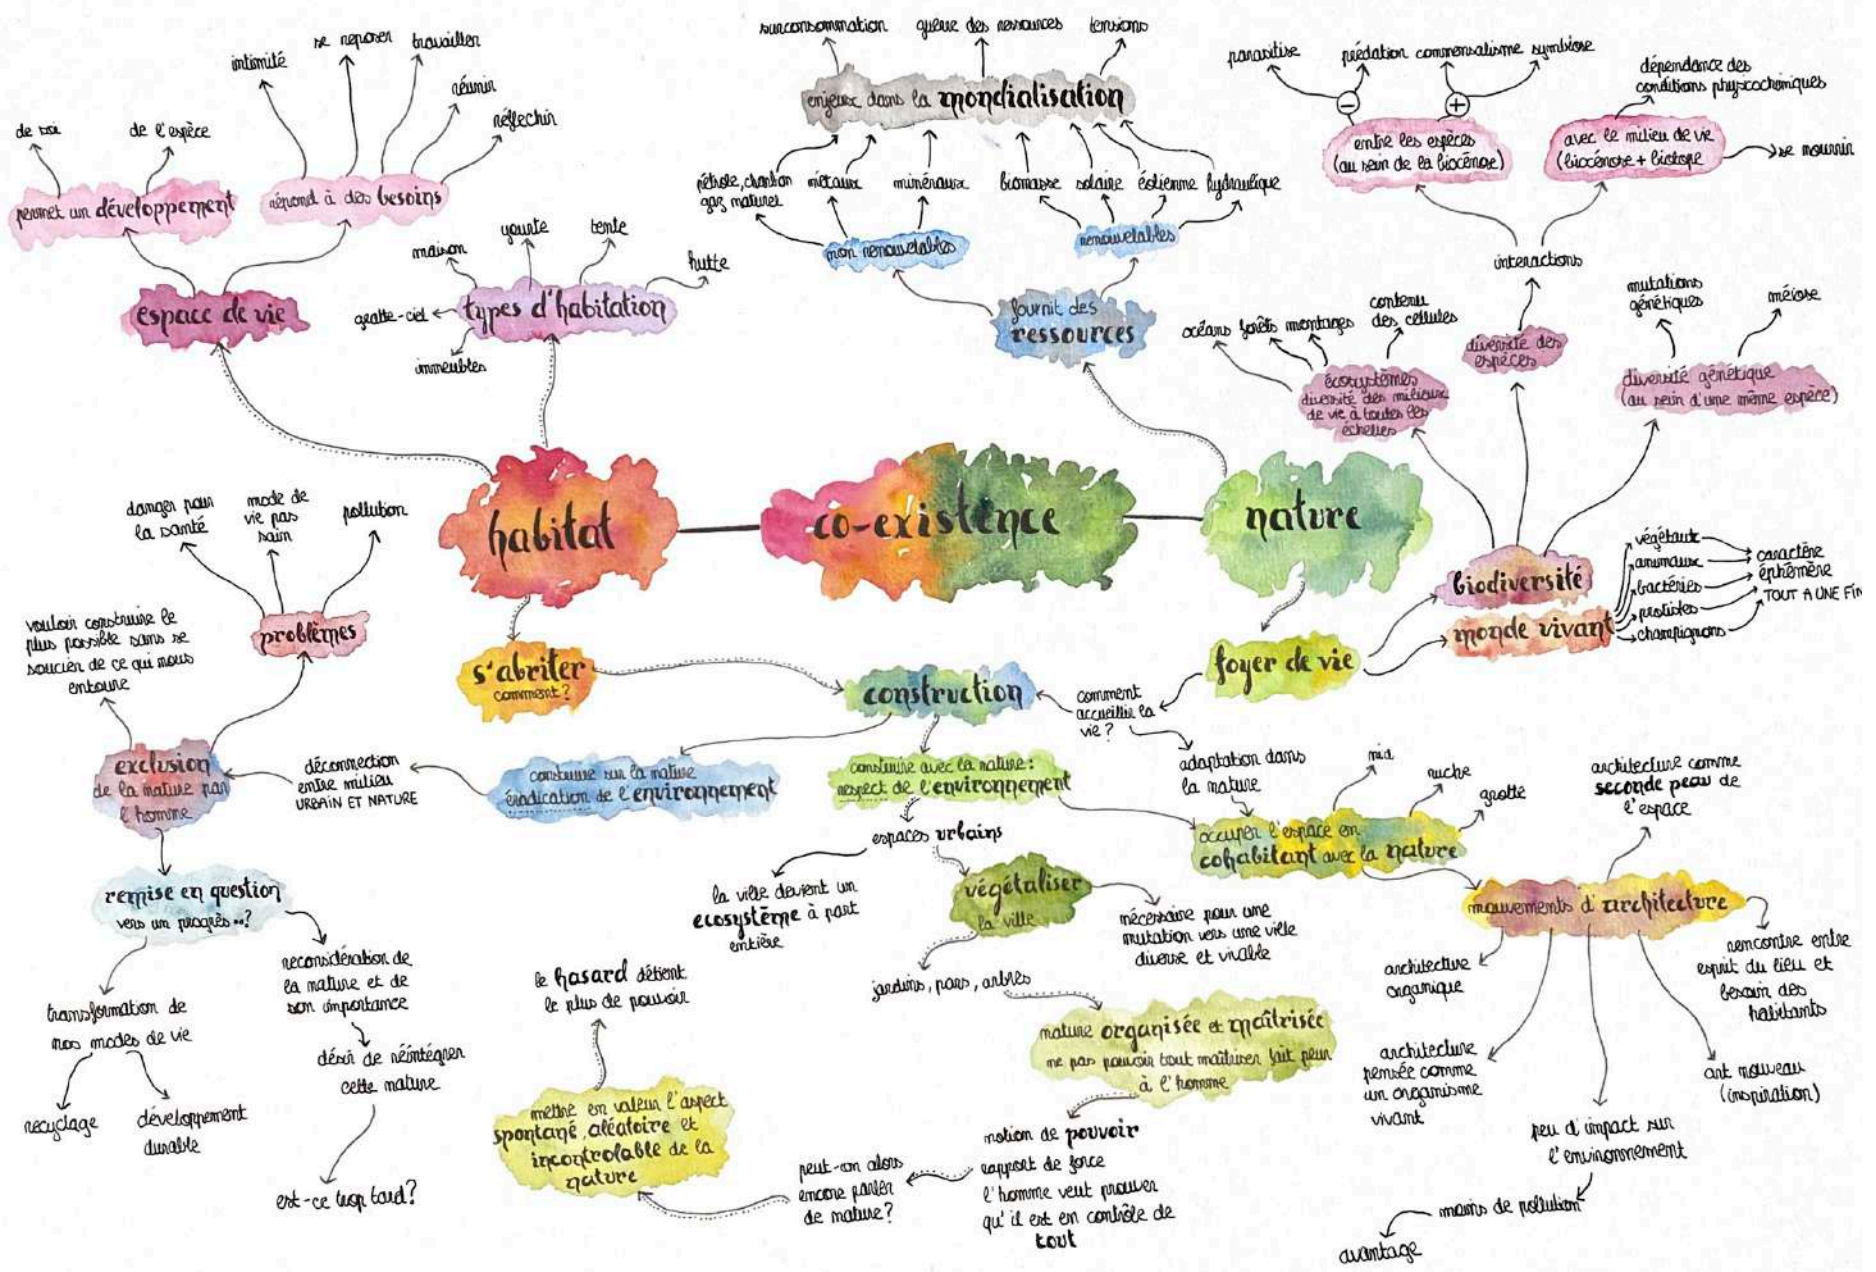 surconsommation
guerre des ressources
tensions
enjeux dans la mondialisation
pétrole, charbon
gaz naturel
métaux
minéraux
biomasse
solaire
éolienne
hydraulique
non renouvelables
renouvelables
fournit des
ressources
intimité
se reposer
travailler
réunir
réflechir
de soi
de l'espèce
permet un développement
répond à des besoins
espace de vie
maison
yourte
tente
hutte
gratte-ciel
immeubles
types d'habitation
parasitise
prédation
commensalisme
symbiose
dépendance des
conditions physicochimiques
−
+
entre les espèces
(au sein de la biocénose)
avec le milieu de vie
(biocénose + biotope
se nourrir
interactions
océans
forêts
montages
contenu
des cellules
mutations
génétiques
méiose
écosystèmes
diversité des milieux
de vie à toutes les
échelles
diversité des
espèces
diversité génétique
(au sein d'une même espèce)
habitat
co-existence
nature
danger pour
la santé
mode de
vie pas
sain
pollution
problèmes
vouloir construire le
plus possible sans se
soucier de ce qui nous
entoure
s'abriter
comment?
construction
comment
accueillir la
vie?
foyer de vie
biodiversité
monde vivant
végétaux
animaux
bactéries
protistes
champignons
caractère
éphémère
TOUT A UNE FIN
exclusion
de la nature par
l'homme
déconnection
entre milieu
URBAIN ET NATURE
construire sur la nature
éradication de l'environnement
construire avec la nature:
respect de l'environnement
adaptation dans
la nature
nid
ruche
grotte
occuper l'espace en
cohabitant avec la nature
architecture comme
seconde peau de
l'espace
mouvements d'architecture
architecture
organique
architecture
pensée comme
un organisme
vivant
peu d'impact sur
l'environnement
moins de pollution
avantage
art nouveau
(inspiration)
rencontre entre
esprit du lieu et
besoin des
habitants
espaces urbains
la ville devient un
ecosystème à part
entière
végétaliser
la ville
nécessaire pour une
mutation vers une ville
diverse et vivable
jardins, parcs, arbres
nature organisée et maîtrisée
ne pas pouvoir tout maîtriser fait peur
à l'homme
notion de pouvoir
rapport de force
l'homme veut prouver
qu'il est en contrôle de
tout
peut-on alors
encore parler
de nature?
mettre en valeur l'aspect
spontané, aléatoire et
incontrolable de la
nature
le hasard détient
le plus de pouvoir
remise en question
vers un progrès..?
transformation de
nos modes de vie
recyclage
développement
durable
reconsidération de
la nature et de
son importance
désir de réintégrer
cette nature
est-ce trop tard?